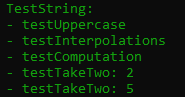 TestString:
- testUppercase
- testInterpolations
- testComputation
- testTakeTwo: 2
- testTakeTwo: 5